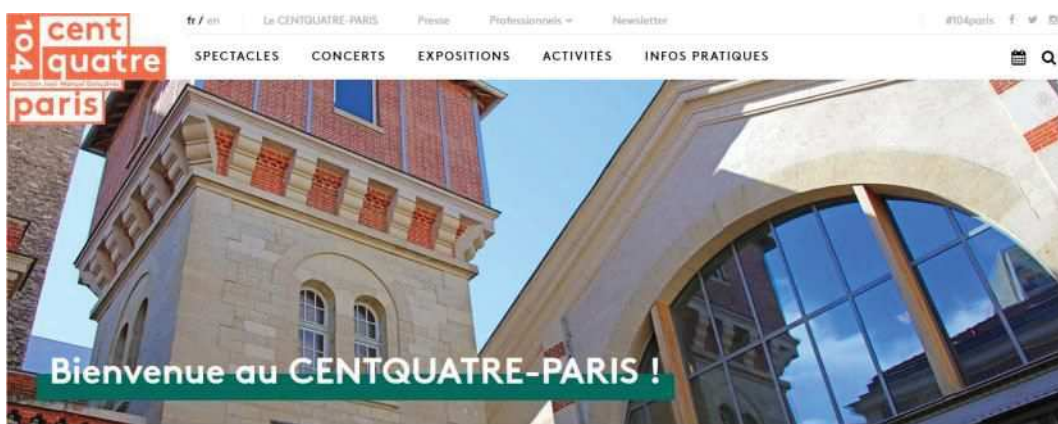 104
cent
quatre
paris
fr / en
Le CENTQUATRE-PARIS
Presse
Professionnels
Newsletter
#104paris
SPECTACLES
CONCERTS
EXPOSITIONS
ACTIVITÉS
INFOS PRATIQUES
Bienvenue au CENTQUATRE-PARIS !